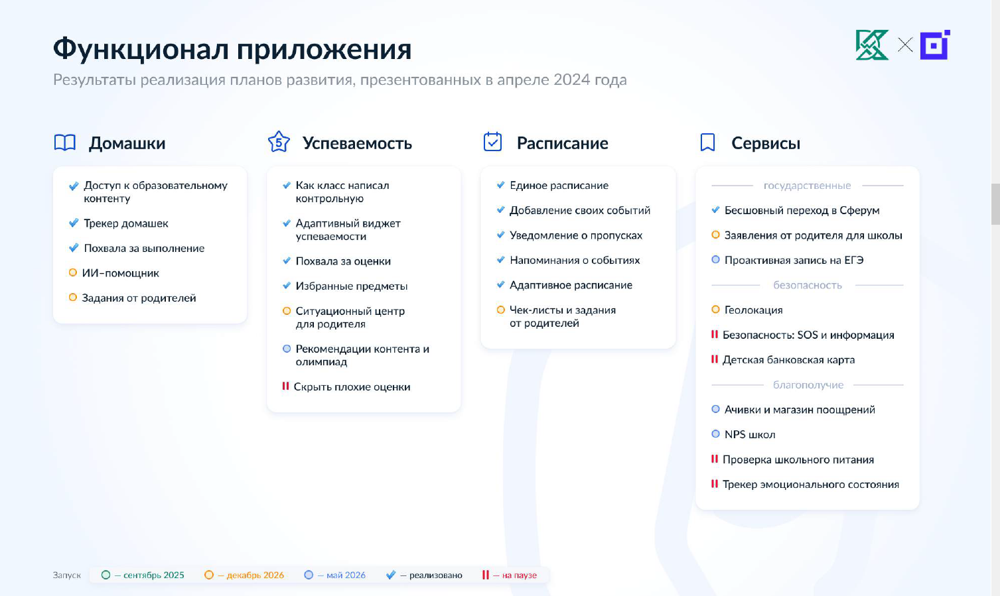 Функционал приложения
Результаты реализация планов развития, презентованных в апреле 2024 года
Домашки
Доступ к образовательному
контенту
Трекер домашек
Похвала за выполнение
ИИ–помощник
Задания от родителей
5
Успеваемость
Как класс написал
контрольную
Адаптивный виджет
успеваемости
Похвала за оценки
Избранные предметы
Ситуационный центр
для родителя
Рекомендации контента и
олимпиад
Скрыть плохие оценки
Расписание
Единое расписание
Добавление своих событий
Уведомление о пропусках
Напоминания о событиях
Адаптивное расписание
Чек-листы и задания
от родителей
Сервисы
государственные
Бесшовный переход в Сферум
Заявления от родителя для школы
Проактивная запись на ЕГЭ
безопасность
Геолокация
Безопасность: SOS и информация
Детская банковская карта
благополучие
Ачивки и магазин поощрений
NPS школ
Проверка школьного питания
Трекер эмоционального состояния
Запуск — сентябрь 2025 — декабрь 2026 — май 2026 — реализовано — на паузе